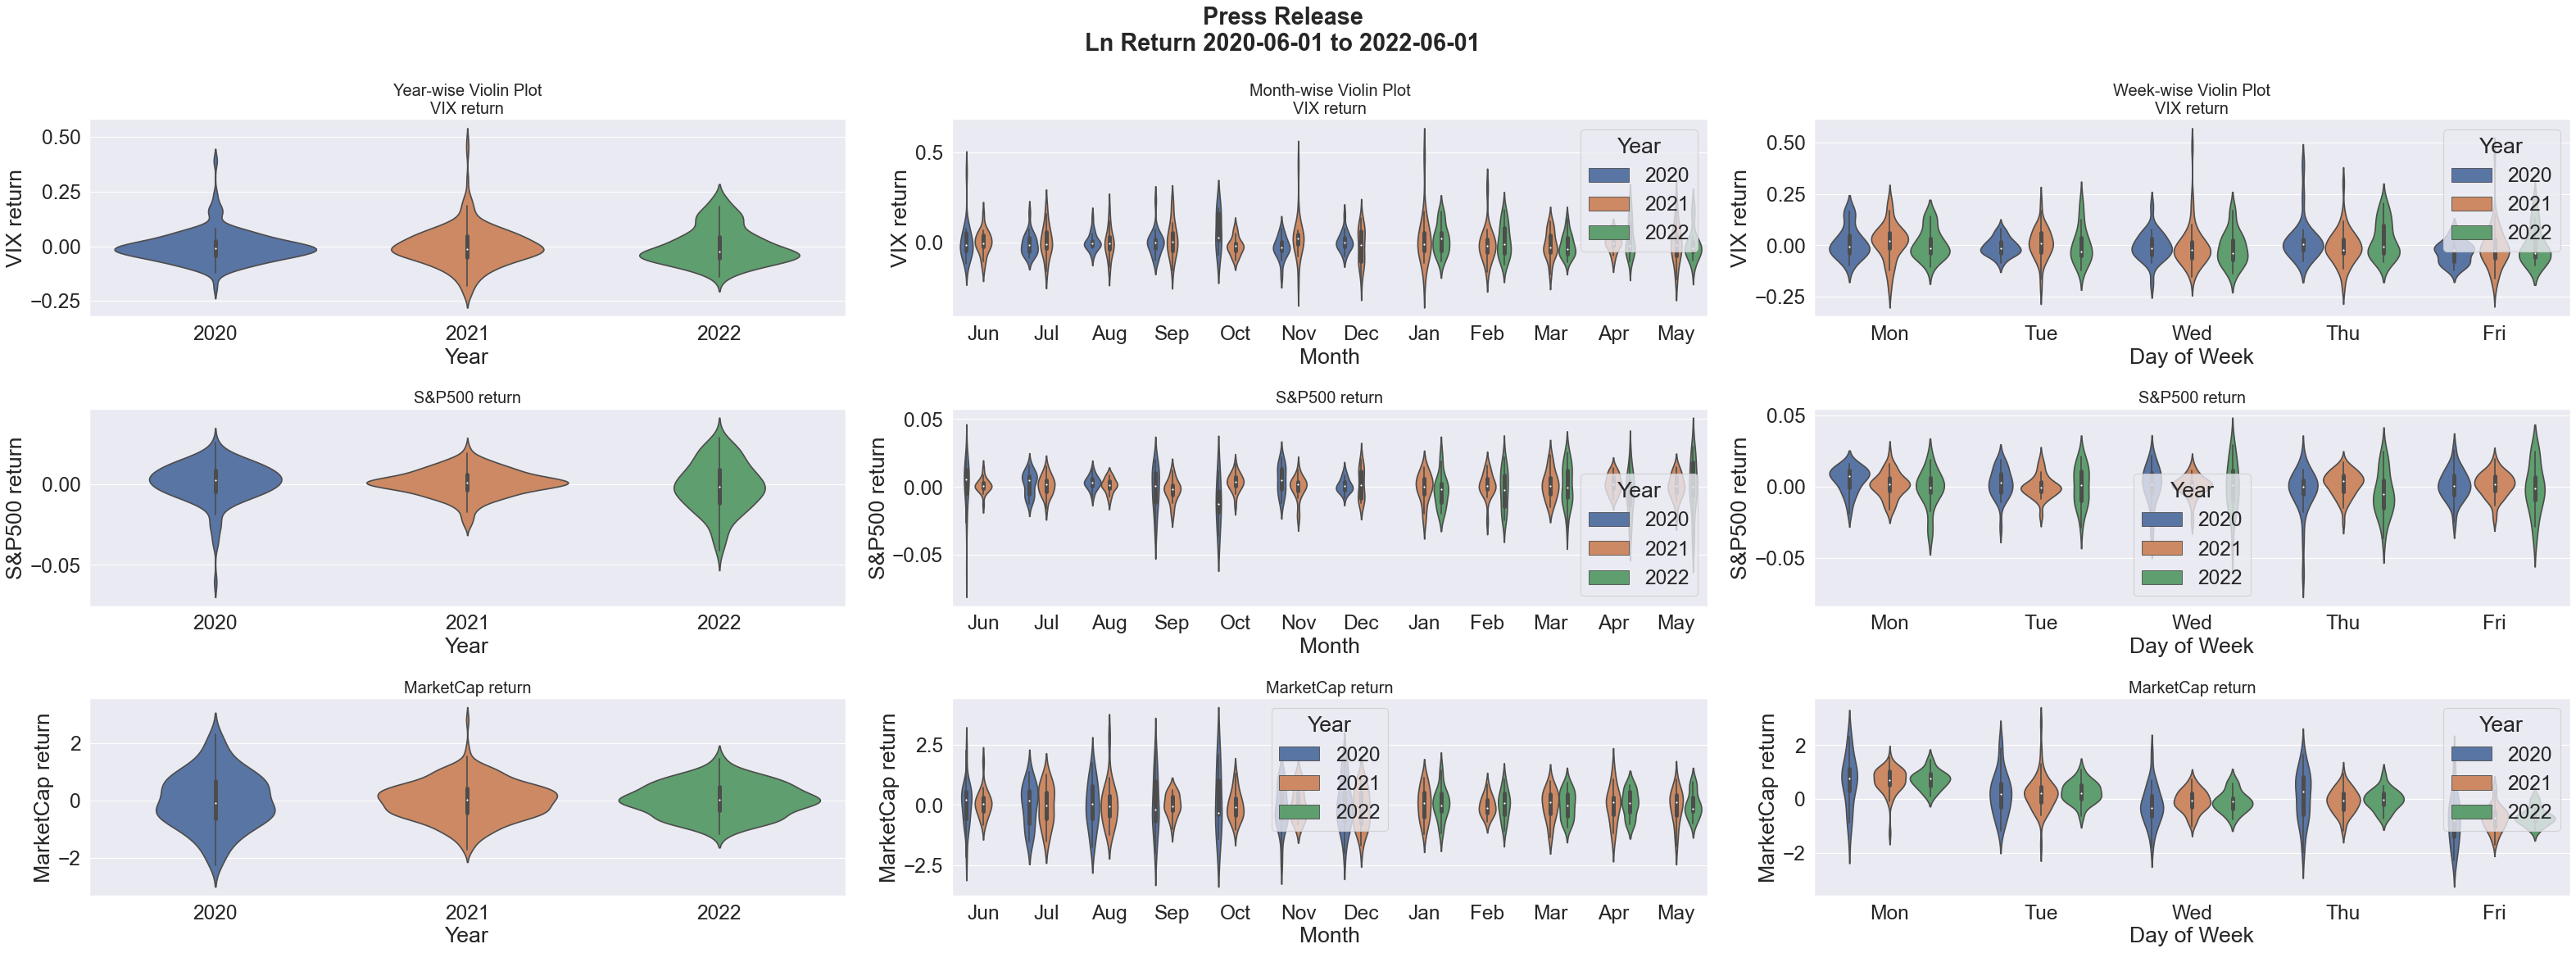 Press Release
Ln Return 2020-06-01 to 2022-06-01
Year-wise Violin Plot
VIX return
VIX return
0.50
0.25
0.00
−0.25
2020 2021 2022
Year
Month-wise Violin Plot
VIX return
VIX return
0.5
0.0
Year
2020
2021
2022
Jun Jul Aug Sep Oct Nov Dec Jan Feb Mar Apr May
Month
Week-wise Violin Plot
VIX return
VIX return
0.50
0.25
0.00
−0.25
Year
2020
2021
2022
Mon Tue Wed Thu Fri
Day of Week
S&P500 return
S&P500 return
0.00
−0.05
2020 2021 2022
Year
S&P500 return
S&P500 return
0.05
0.00
−0.05
Year
2020
2021
2022
Jun Jul Aug Sep Oct Nov Dec Jan Feb Mar Apr May
Month
S&P500 return
S&P500 return
0.05
0.00
−0.05
Year
2020
2021
2022
Mon Tue Wed Thu Fri
Day of Week
MarketCap return
MarketCap return
2
0
−2
2020 2021 2022
Year
MarketCap return
MarketCap return
2.5
0.0
−2.5
Year
2020
2021
2022
Jun Jul Aug Sep Oct Nov Dec Jan Feb Mar Apr May
Month
MarketCap return
MarketCap return
2
0
−2
Year
2020
2021
2022
Mon Tue Wed Thu Fri
Day of Week